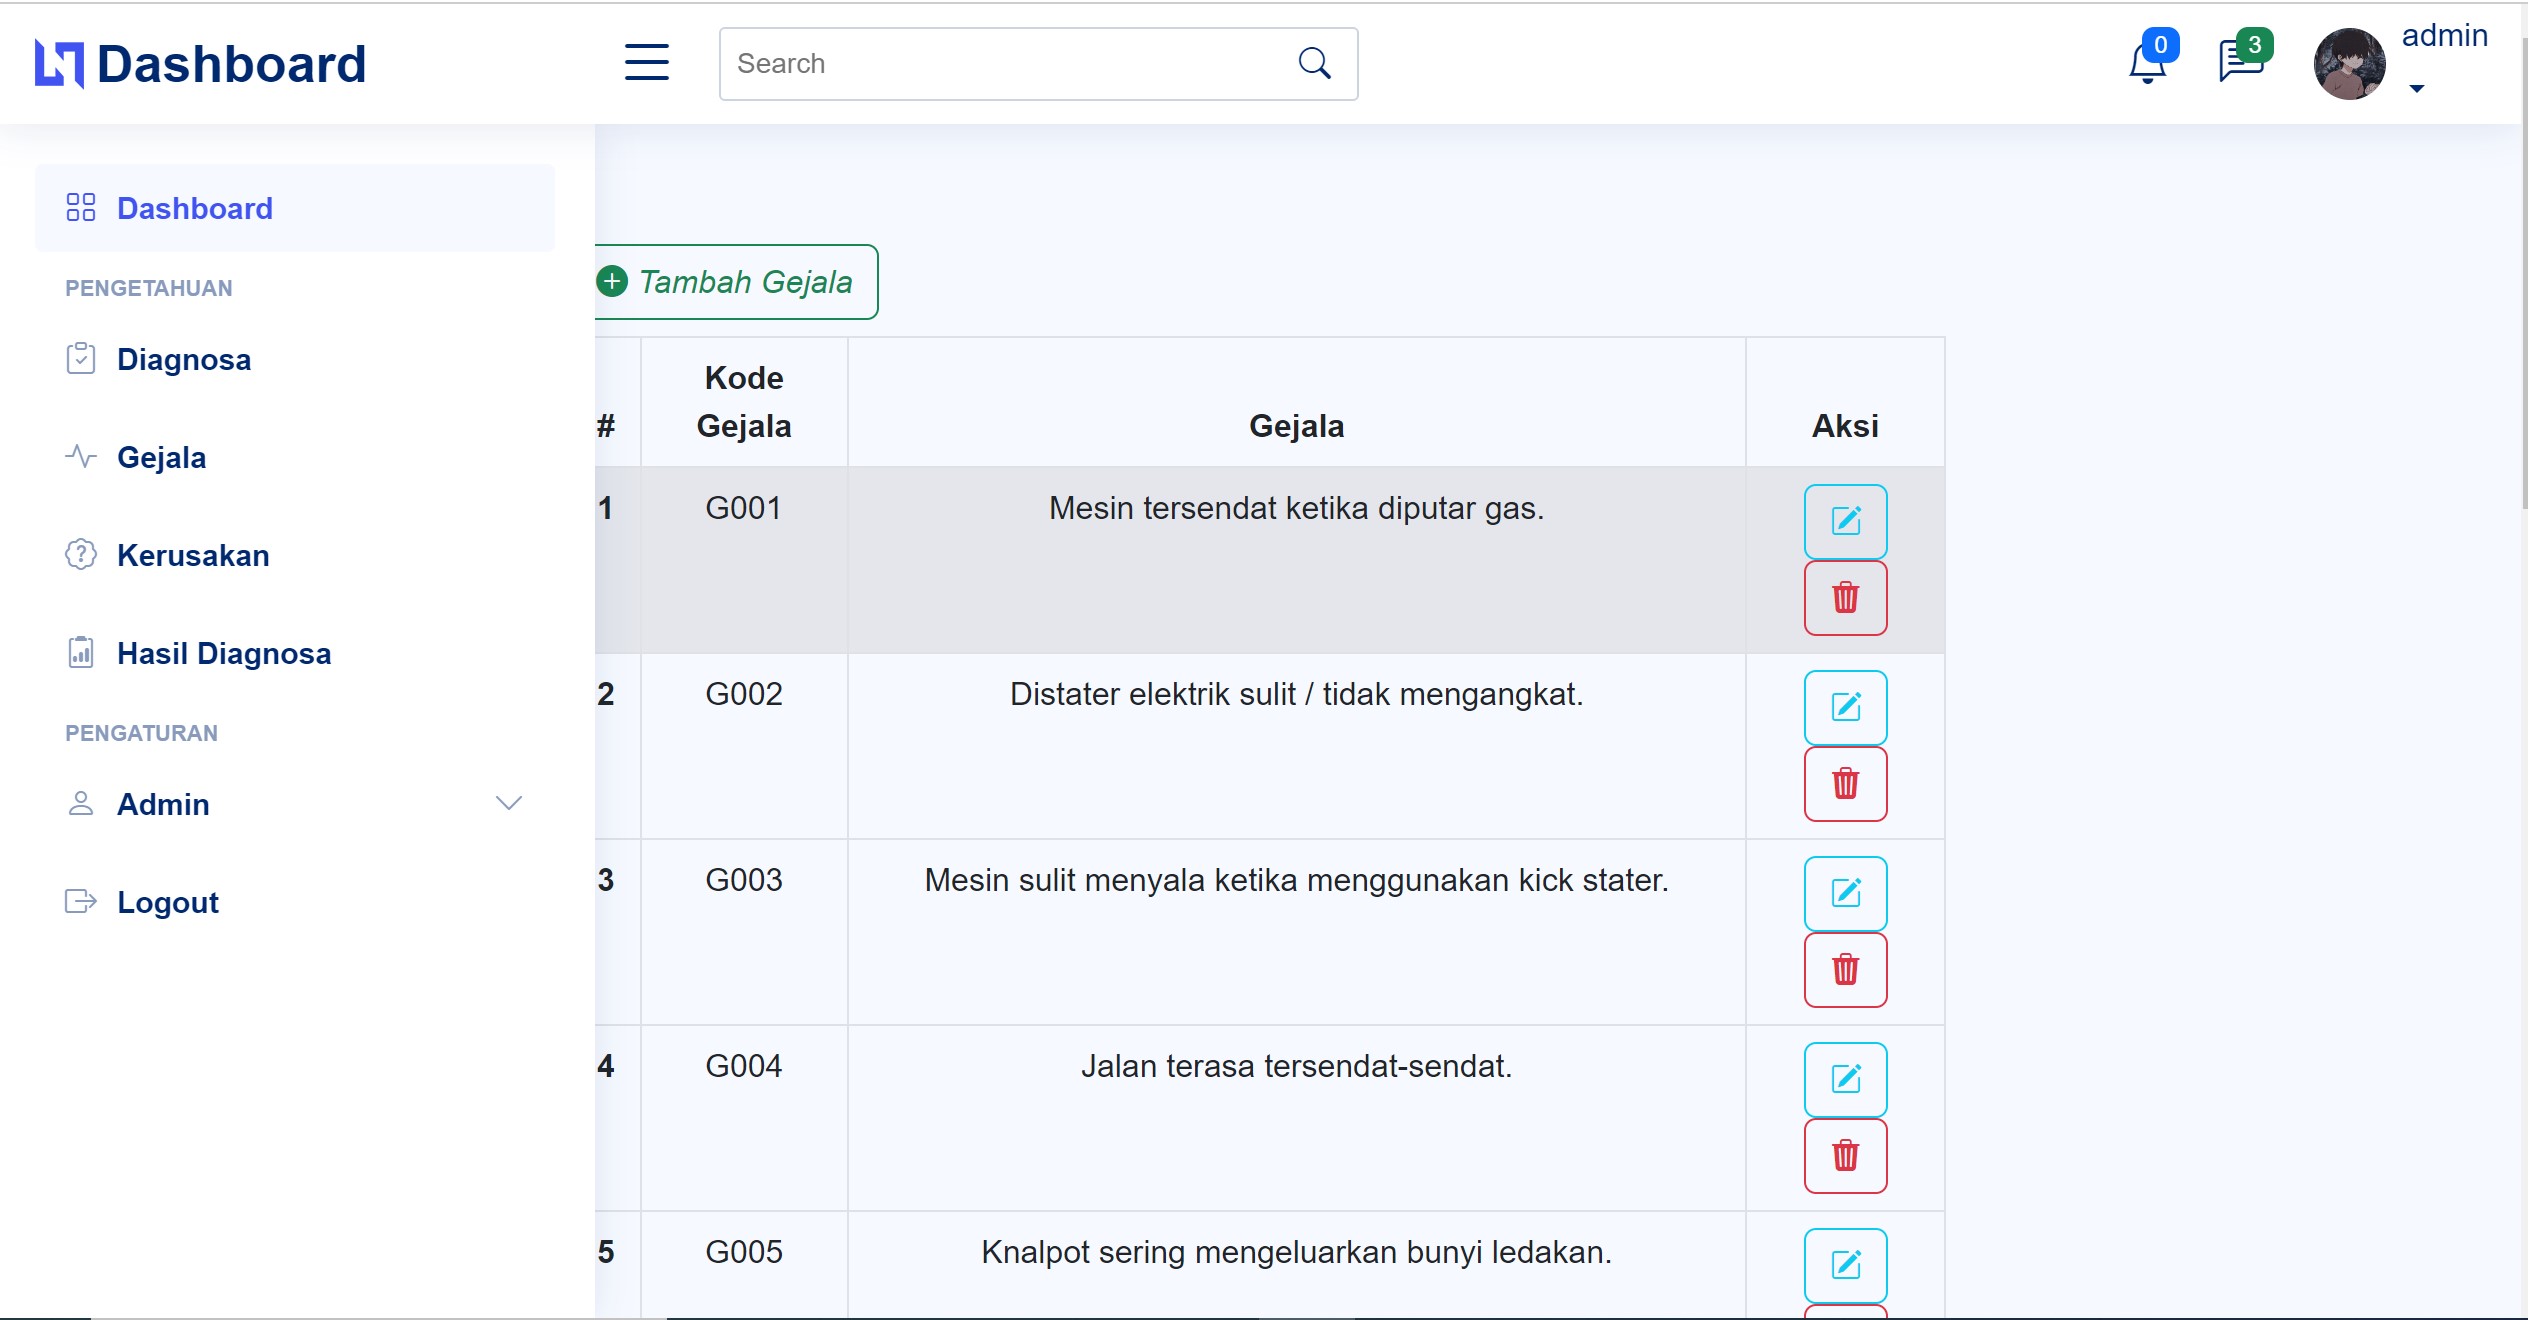 Dashboard
Search
0
3
admin
Dashboard
PENGETAHUAN
Diagnosa
Gejala
Kerusakan
Hasil Diagnosa
PENGATURAN
Admin
Logout
Tambah Gejala
# Kode Gejala Gejala Aksi
1 G001 Mesin tersendat ketika diputar gas.
2 G002 Distater elektrik sulit / tidak mengangkat.
3 G003 Mesin sulit menyala ketika menggunakan kick stater.
4 G004 Jalan terasa tersendat-sendat.
5 G005 Knalpot sering mengeluarkan bunyi ledakan.